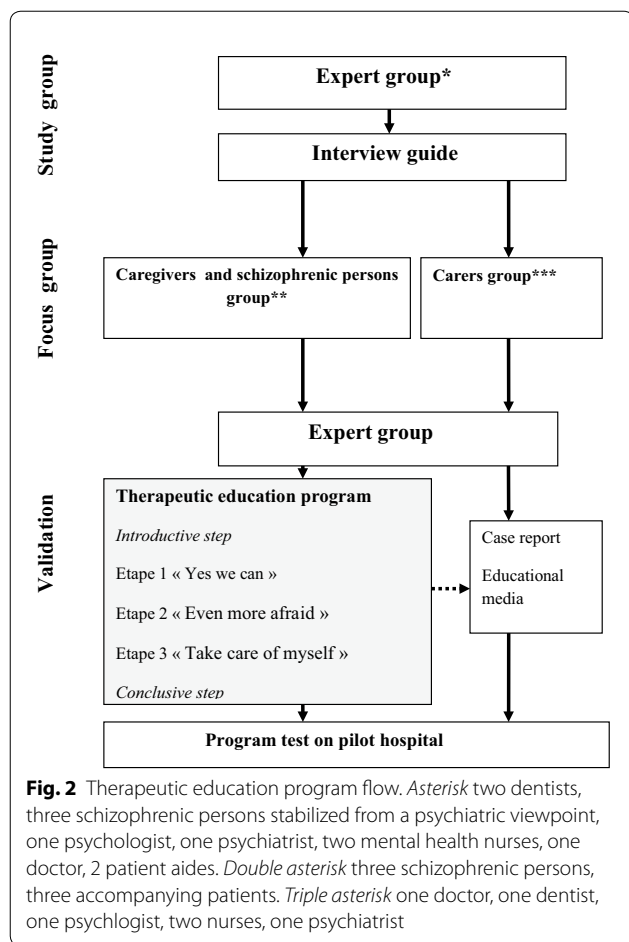 Study group
Expert group*
Interview guide
Focus group
Caregivers and schizophrenic persons
group**
Carers group***
Validation
Expert group
Therapeutic education program
Introductive step
Etape 1 « Yes we can »
Etape 2 « Even more afraid »
Etape 3 « Take care of myself »
Conclusive step
Case report
Educational
media
Program test on pilot hospital
Fig. 2 Therapeutic education program flow. Asterisk two dentists,
three schizophrenic persons stabilized from a psychiatric viewpoint,
one psychologist, one psychiatrist, two mental health nurses, one
doctor, 2 patient aides. Double asterisk three schizophrenic persons,
three accompanying patients. Triple asterisk one doctor, one dentist,
one psychlogist, two nurses, one psychiatrist